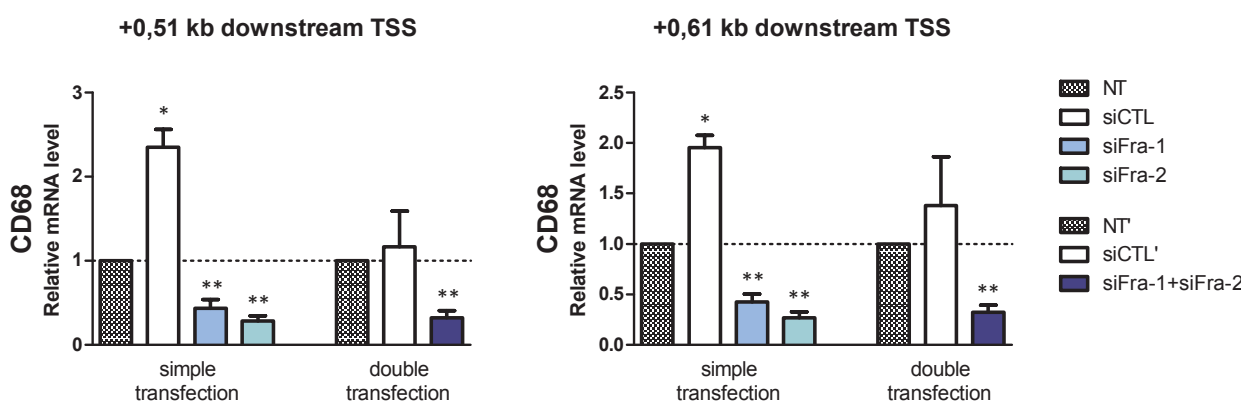 +0,51 kb downstream TSS
CD68
Relative mRNA level
3
2
1
0
*
**
**
**
simple
transfection
double
transfection
+0,61 kb downstream TSS
CD68
Relative mRNA level
2.5
2.0
1.5
1.0
0.5
0.0
*
**
**
**
simple
transfection
double
transfection
NT
siCTL
siFra-1
siFra-2
NT'
siCTL'
siFra-1+siFra-2